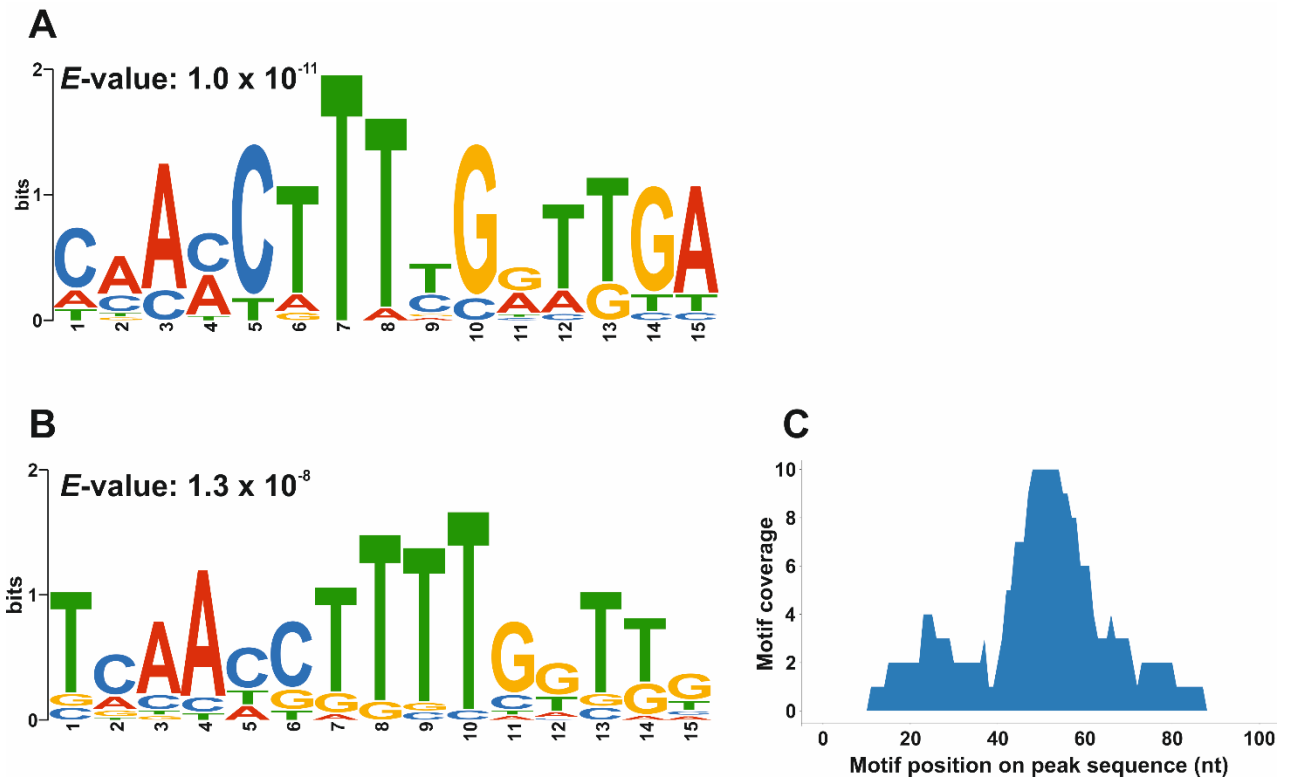 A
E-value: 1.0 x 10^-11
2
1
0
bits
C A A C C T T T T G G T T G A
A C C A T A A C C A A G T T
T T T G A T C C C
1 2 3 4 5 6 7 8 9 10 11 12 13 14 15
B
E-value: 1.3 x 10^-8
2
1
0
bits
T C A A C C T T T T G G T T G
G A C C T G G G G C C T G G T
C G G T A T A C T A C A C
1 2 3 4 5 6 7 8 9 10 11 12 13 14 15
C
Motif coverage
10
8
6
4
2
0
0 20 40 60 80 100
Motif position on peak sequence (nt)